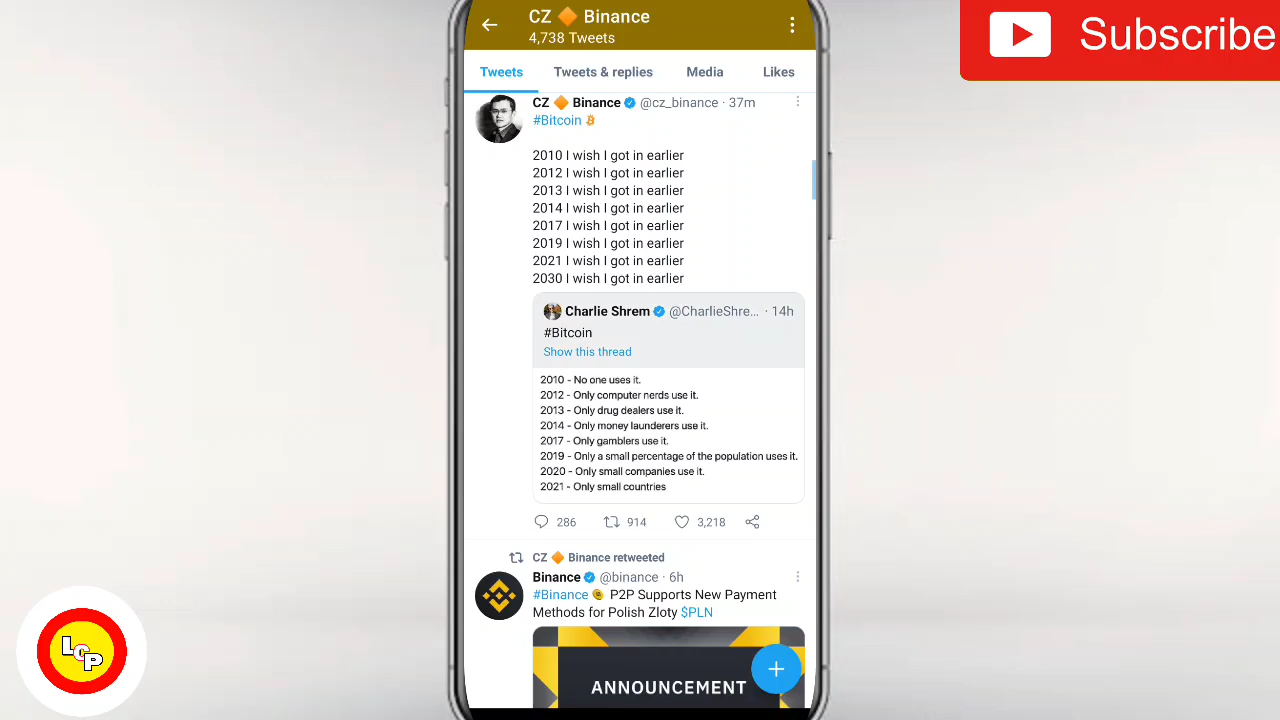 CZ 🔶 Binance
4,738 Tweets
Subscribe
Tweets
Tweets & replies
Media
Likes
CZ 🔶 Binance @cz_binance · 37m
#Bitcoin
2010 I wish I got in earlier
2012 I wish I got in earlier
2013 I wish I got in earlier
2014 I wish I got in earlier
2017 I wish I got in earlier
2019 I wish I got in earlier
2021 I wish I got in earlier
2030 I wish I got in earlier
Charlie Shrem @CharlieShre... · 14h
#Bitcoin
Show this thread
2010 - No one uses it.
2012 - Only computer nerds use it.
2013 - Only drug dealers use it.
2014 - Only money launderers use it.
2017 - Only gamblers use it.
2019 - Only a small percentage of the population uses it.
2020 - Only small companies use it.
2021 - Only small countries
286 914 3,218
CZ 🔶 Binance retweeted
Binance @binance · 6h
#Binance P2P Supports New Payment
Methods for Polish Zloty $PLN
ANNOUNCEMENT
LCP